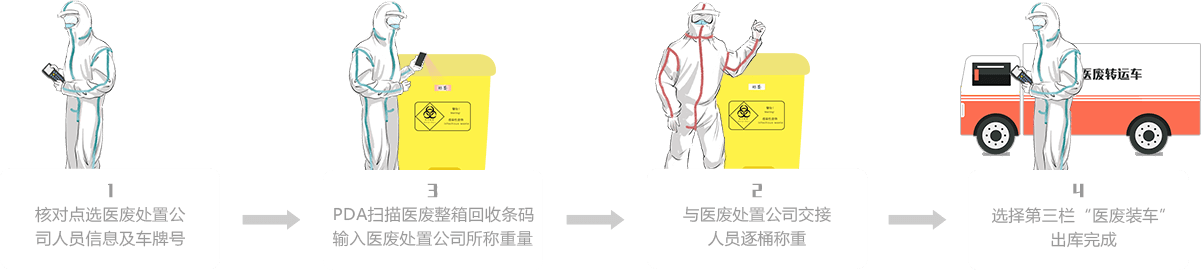 标签
标签
医废转运车
1
核对点选医废处置公
司人员信息及车牌号
3
PDA扫描医废整箱回收条码
输入医废处置公司所称重量
2
与医废处置公司交接
人员逐桶称重
4
选择第三栏“医废装车”
出库完成